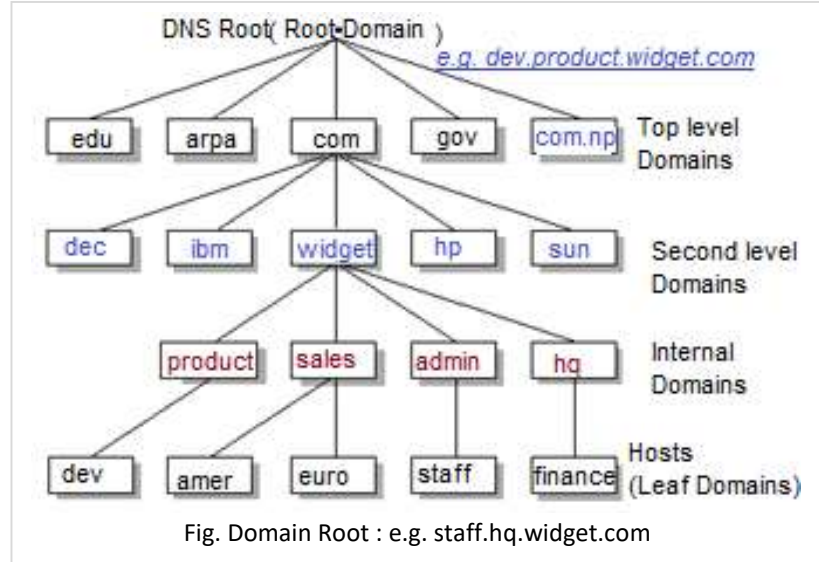 DNS Root( Root Domain )
e.g. dev.product.widget.com
edu arpa com gov com.np Top level
Domains
dec ibm widget hp sun Second level
Domains
product sales admin hq Internal
Domains
dev amer euro staff finance Hosts
(Leaf Domains)
Fig. Domain Root : e.g. staff.hq.widget.com